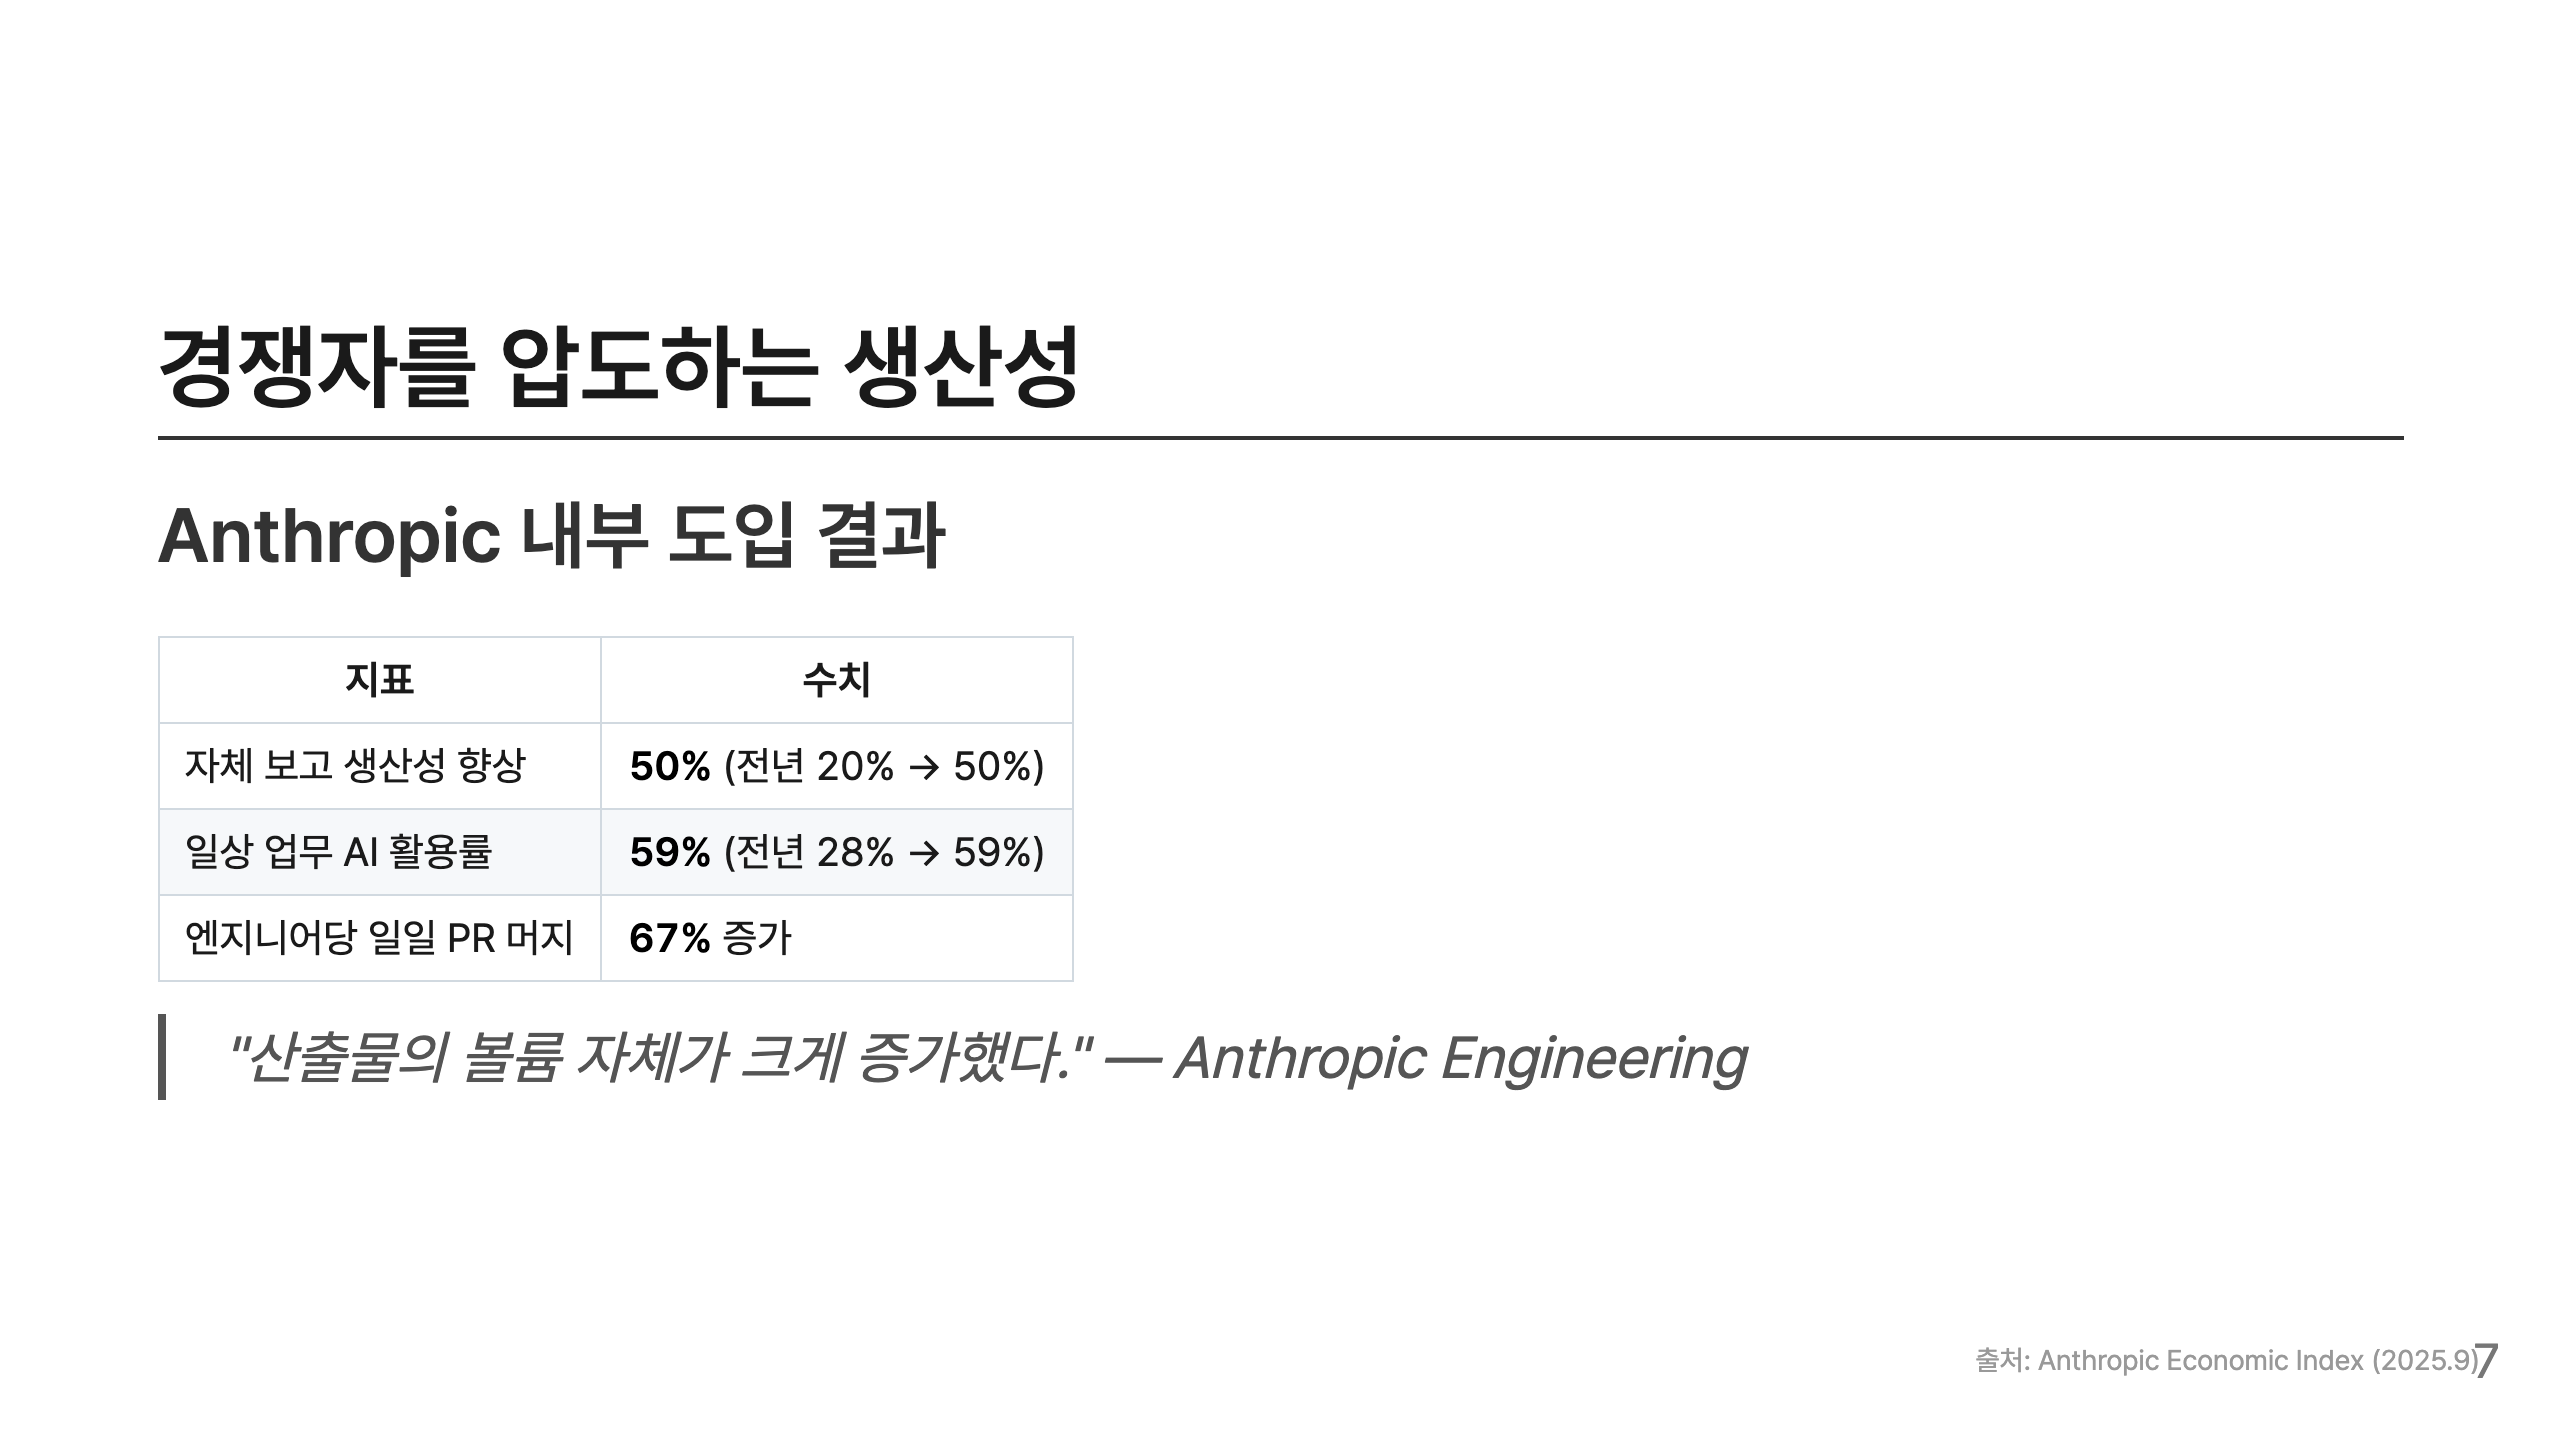 경쟁자를 압도하는 생산성
Anthropic 내부 도입 결과
지표 수치
자체 보고 생산성 향상 50% (전년 20% → 50%)
일상 업무 AI 활용률 59% (전년 28% → 59%)
엔지니어당 일일 PR 머지 67% 증가
"산출물의 볼륨 자체가 크게 증가했다." — Anthropic Engineering
출처: Anthropic Economic Index (2025.9)
7